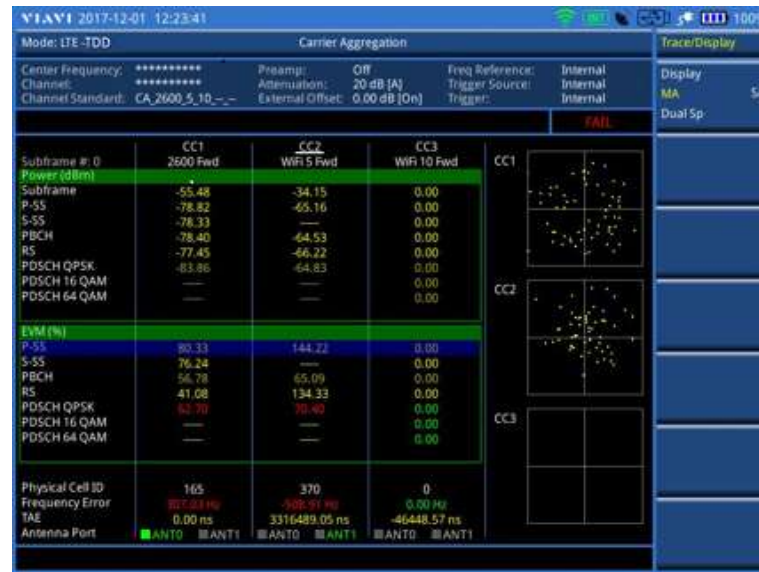 VIAVI 2017-12-01 12:23:41 INT 100%
Mode: LTE -TDD Carrier Aggregation Trace/Display
Center Frequency: ********** Preamp: Off Freq Reference: Internal
Channel: ********** Attenuation: 20 dB [A] Trigger Source: Internal
Channel Standard: CA_2600_5_10_–_– External Offset: 0.00 dB [On] Trigger: Internal
Display
MA S
Dual Sp
FAIL
CC1 CC2 CC3
Subframe #: 0 2600 Fwd WiFi 5 Fwd WiFi 10 Fwd CC1
Power (dBm)
Subframe -55.48 -34.15 0.00
P-SS -78.82 -65.16 0.00
S-SS -78.33 ---- 0.00
PBCH -78.40 -64.53 0.00
RS -77.45 -66.22 0.00
PDSCH QPSK -83.86 -64.83 0.00
PDSCH 16 QAM ---- ---- 0.00
PDSCH 64 QAM ---- ---- 0.00
CC2
EVM (%)
P-SS 80.33 144.22 0.00
S-SS 76.24 ---- 0.00
PBCH 56.78 65.09 0.00
RS 41.08 134.33 0.00
PDSCH QPSK 62.70 70.40 0.00
PDSCH 16 QAM ---- ---- 0.00
PDSCH 64 QAM ---- ---- 0.00
CC3
Physical Cell ID 165 370 0
Frequency Error 307.03 Hz -508.91 Hz 0.00 Hz
TAE 0.00 ns 3316489.05 ns -46448.57 ns
Antenna Port ANT0 ANT1 ANT0 ANT1 ANT0 ANT1